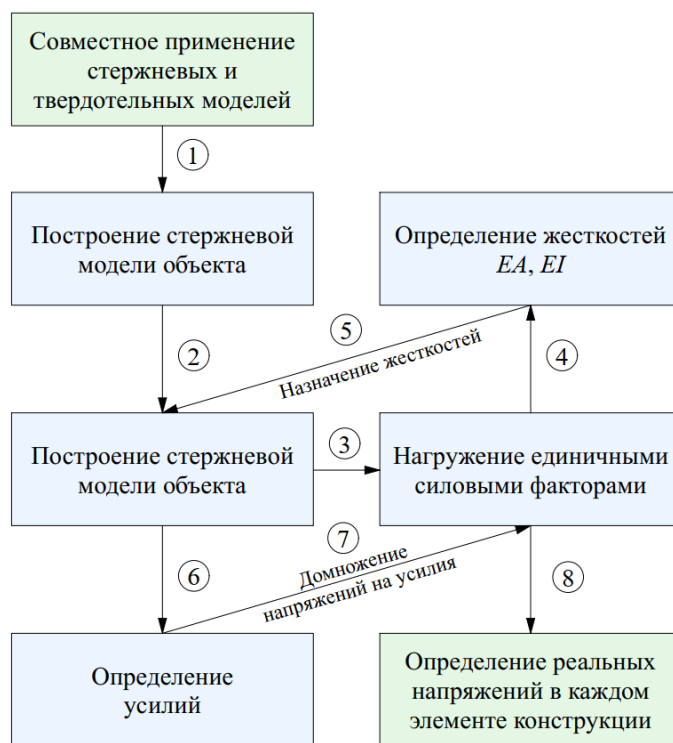 Совместное применение
стержневых и
твердотельных моделей
1
Построение стержневой
модели объекта
Определение жесткостей
EA, EI
2
5
Назначение жесткостей
4
Построение стержневой
модели объекта
3
Нагружение единичными
силовыми факторами
6
7
Домножение
напряжений на усилия
8
Определение
усилий
Определение реальных
напряжений в каждом
элементе конструкции